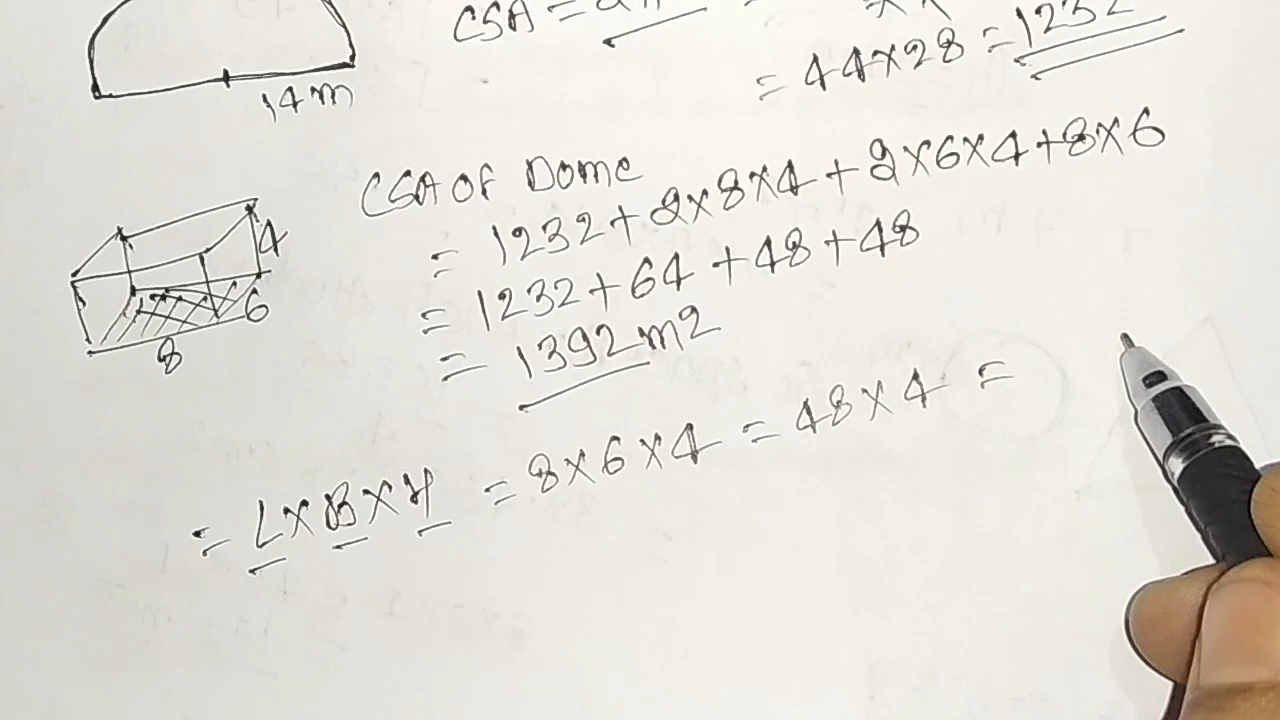 CSA =
= 44×28 = 1232
14m
CSA OF Dome
= 1232 + 2×8×4 + 2×6×4 + 8×6
4
= 1232 + 64 + 48 + 48
6
8
= 1392 m2
= L×B×H = 8×6×4 = 48×4 =